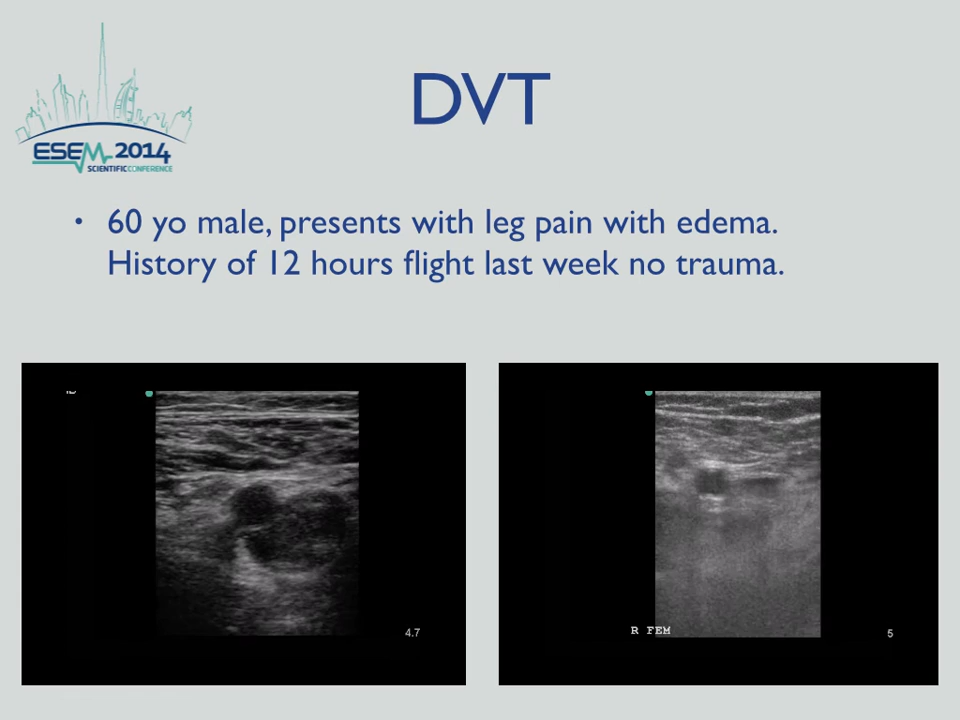 DVT
ESEM 2014
SCIENTIFIC CONFERENCE
• 60 yo male, presents with leg pain with edema.
History of 12 hours flight last week no trauma.
4.7
R FEM
5